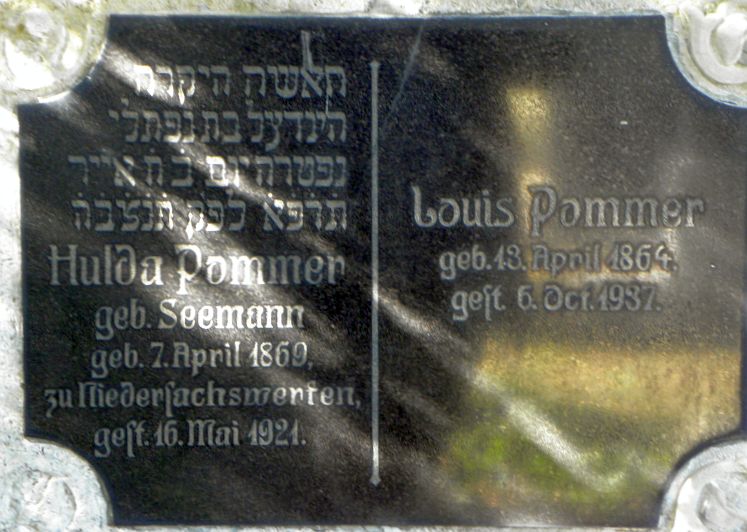 האשה היקרה
הינדעל בת נפתלי
נפטרה יום ב ח אייר
תרפא לפק תנצבה
Hulda Pommer
geb. Seemann
geb. 7. April 1869,
zu Niederſachswerfen,
geſt. 16. Mai 1921.
Louis Pommer
geb. 13. April 1864.
geſt. 6. Oct. 1937.